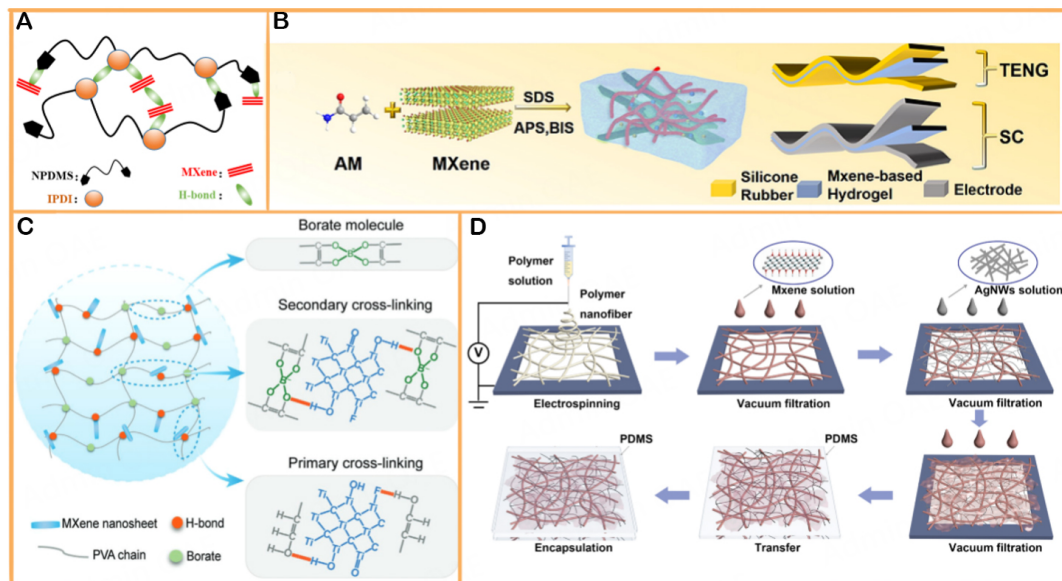 A
NPDMS:
MXene:
IPDI:
H-bond:
B
AM
MXene
SDS
APS,BIS
TENG
SC
Silicone
Rubber
Mxene-based
Hydrogel
Electrode
C
Borate molecule
Secondary cross-linking
Primary cross-linking
MXene nanosheet
H-bond
PVA chain
Borate
D
Polymer
solution
Polymer
nanofiber
V
Electrospinning
Mxene solution
Vacuum filtration
AgNWs solution
Vacuum filtration
PDMS
Encapsulation
PDMS
Transfer
Vacuum filtration